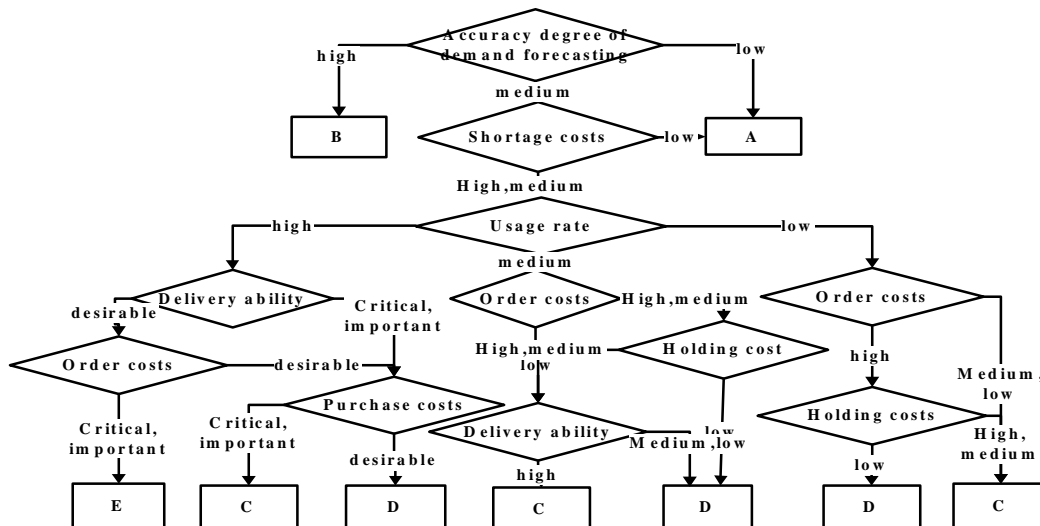 Accuracy degree of
demand forecasting
high
low
medium
B
Shortage costs
low
A
High,medium
high
Usage rate
low
medium
Delivery ability
Order costs
High,medium
Order costs
desirable
Critical,
important
Order costs
desirable
High,medium
low
Holding cost
high
Medium,
low
Critical,
important
Critical,
important
Purchase costs
desirable
Delivery ability
Medium,low
low
high
Holding costs
High,
medium
low
E
C
D
C
D
D
C